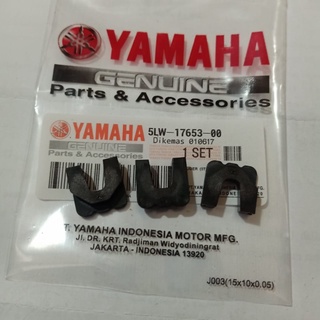 YAMAHA
GENUINE
Parts & Accessories
YAMAHA
GENUINE
Parts & Accessories
5LW-17653-00
Dikemas 010617
1 SET
T. YAMAHA INDONESIA MOTOR MFG.
Jl. DR. KRT. Radjiman Widyodiningrat
JAKARTA - INDONESIA 13920
J003(15x10x0.05)